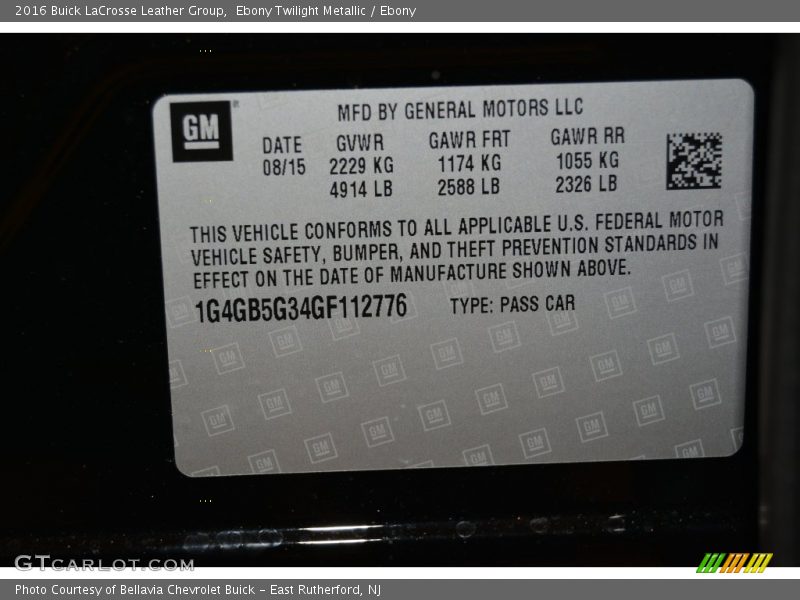 2016 Buick LaCrosse Leather Group,  Ebony Twilight Metallic / Ebony
GM
MFD BY GENERAL MOTORS LLC
DATE GVWR GAWR FRT GAWR RR
08/15 2229 KG 1174 KG 1055 KG
4914 LB 2588 LB 2326 LB
THIS VEHICLE CONFORMS TO ALL APPLICABLE U.S. FEDERAL MOTOR
VEHICLE SAFETY, BUMPER, AND THEFT PREVENTION STANDARDS IN
EFFECT ON THE DATE OF MANUFACTURE SHOWN ABOVE.
1G4GB5G34GF112776 TYPE: PASS CAR
GTCARLOT.COM
Photo Courtesy of Bellavia Chevrolet Buick – East Rutherford, NJ